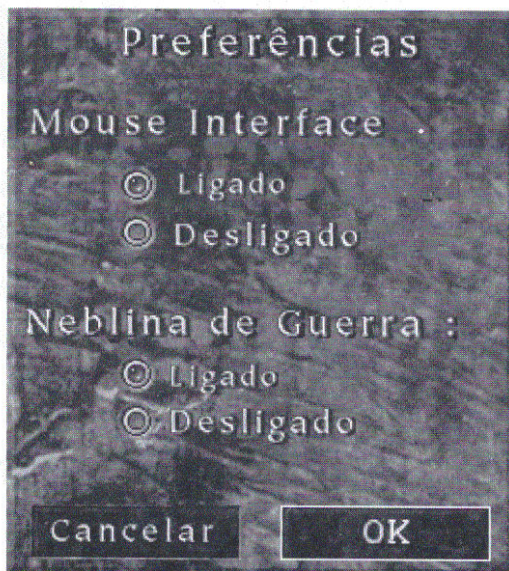 Preferências
Mouse Interface :
Ligado
Desligado
Neblina de Guerra :
Ligado
Desligado
Cancelar OK